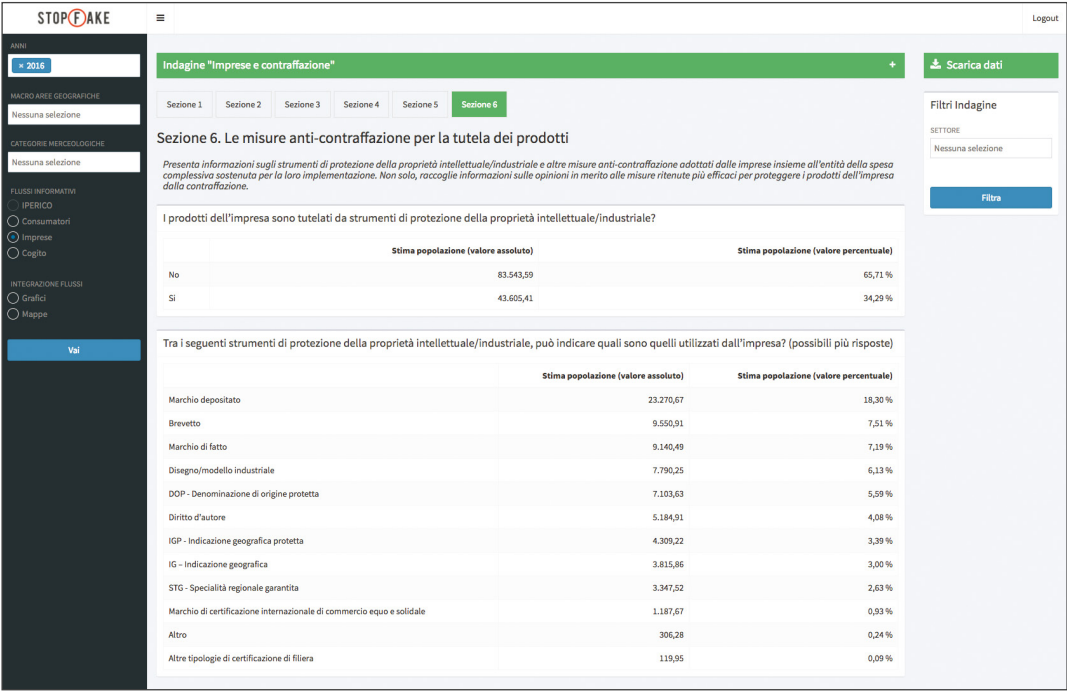 STOP FAKE
Logout
ANNI
× 2016
MACRO AREE GEOGRAFICHE
Nessuna selezione
CATEGORIE MERCEOLOGICHE
Nessuna selezione
FLUSSI INFORMATIVI
IPERICO
Consumatori
Imprese
Cogito
INTEGRAZIONE FLUSSI
Grafici
Mappe
Vai
Indagine "Imprese e contraffazione" +
Sezione 1 Sezione 2 Sezione 3 Sezione 4 Sezione 5 Sezione 6
Sezione 6. Le misure anti-contraffazione per la tutela dei prodotti
Presenta informazioni sugli strumenti di protezione della proprietà intellettuale/industriale e altre misure anti-contraffazione adottati dalle imprese insieme all'entità della spesa
complessiva sostenuta per la loro implementazione. Non solo, raccoglie informazioni sulle opinioni in merito alle misure ritenute più efficaci per proteggere i prodotti dell'impresa
dalla contraffazione.
I prodotti dell'impresa sono tutelati da strumenti di protezione della proprietà intellettuale/industriale?
Stima popolazione (valore assoluto) Stima popolazione (valore percentuale)
No 83.543,59 65,71 %
Si 43.605,41 34,29 %
Tra i seguenti strumenti di protezione della proprietà intellettuale/industriale, può indicare quali sono quelli utilizzati dall'impresa? (possibili più risposte)
Stima popolazione (valore assoluto) Stima popolazione (valore percentuale)
Marchio depositato 23.270,67 18,30 %
Brevetto 9.550,91 7,51 %
Marchio di fatto 9.140,49 7,19 %
Disegno/modello industriale 7.790,25 6,13 %
DOP - Denominazione di origine protetta 7.103,63 5,59 %
Diritto d'autore 5.184,91 4,08 %
IGP - Indicazione geografica protetta 4.309,22 3,39 %
IG – Indicazione geografica 3.815,86 3,00 %
STG - Specialità regionale garantita 3.347,52 2,63 %
Marchio di certificazione internazionale di commercio equo e solidale 1.187,67 0,93 %
Altro 306,28 0,24 %
Altre tipologie di certificazione di filiera 119,95 0,09 %
Scarica dati
Filtri Indagine
SETTORE
Nessuna selezione
Filtra